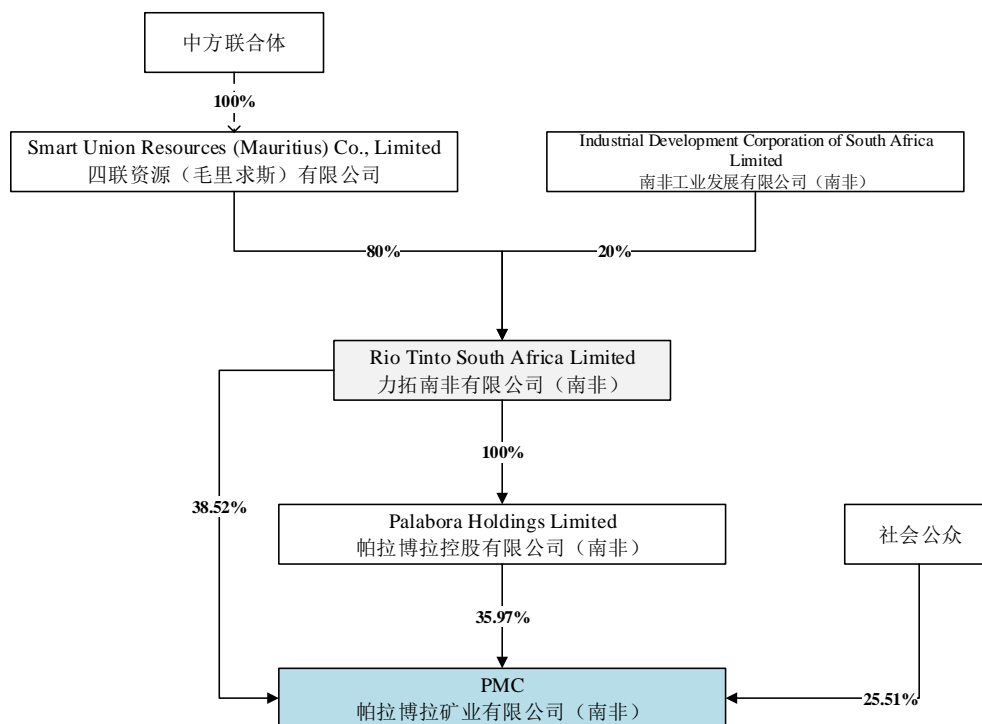 中方联合体
100%
Smart Union Resources (Mauritius) Co., Limited
四联资源（毛里求斯）有限公司
Industrial Development Corporation of South Africa
Limited
南非工业发展有限公司（南非）
80%
20%
Rio Tinto South Africa Limited
力拓南非有限公司（南非）
100%
38.52%
Palabora Holdings Limited
帕拉博拉控股有限公司（南非）
社会公众
35.97%
PMC
帕拉博拉矿业有限公司（南非）
25.51%